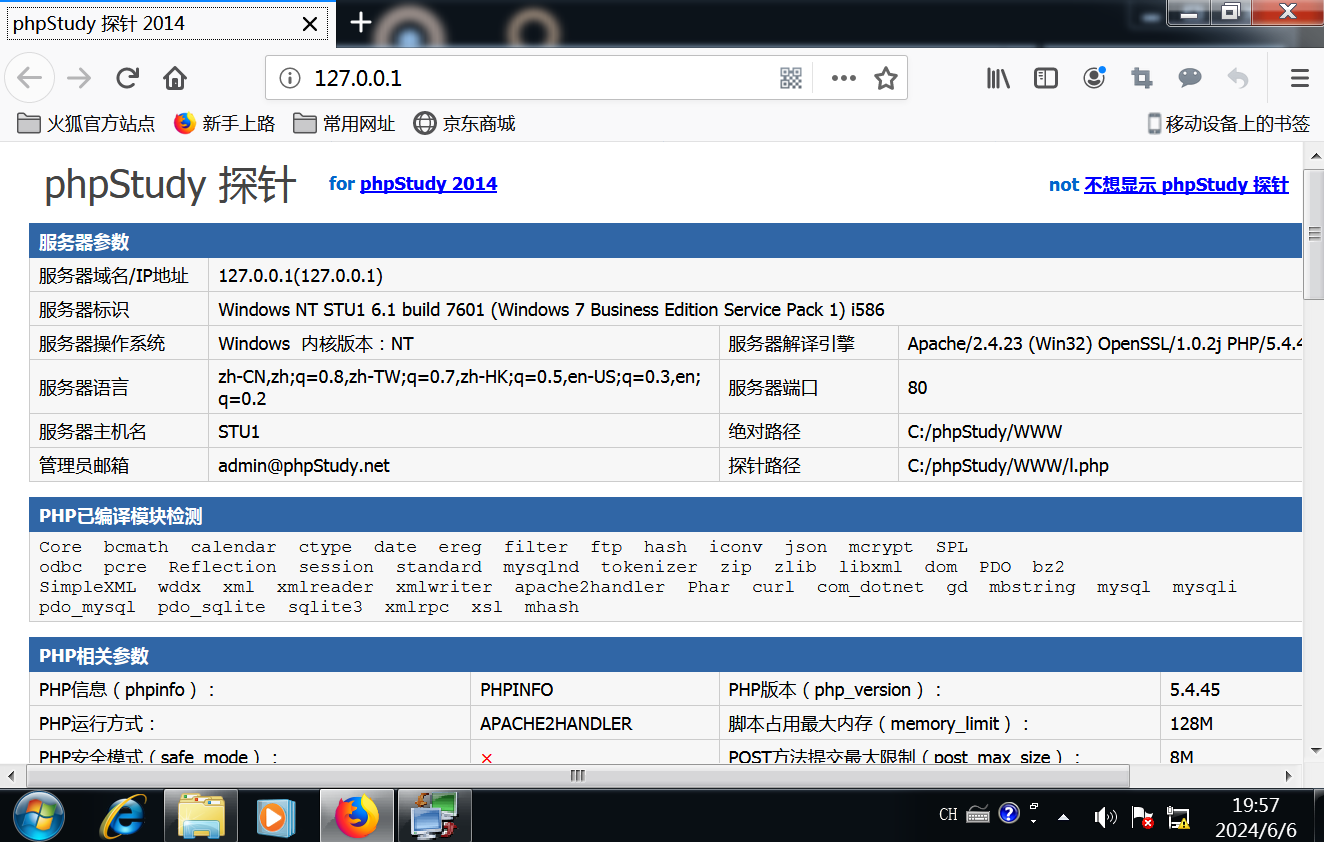 phpStudy 探针 2014
127.0.0.1
火狐官方站点 新手上路 常用网址 京东商城 移动设备上的书签
phpStudy 探针 for phpStudy 2014 not 不想显示 phpStudy 探针
服务器参数
服务器域名/IP地址 127.0.0.1(127.0.0.1)
服务器标识 Windows NT STU1 6.1 build 7601 (Windows 7 Business Edition Service Pack 1) i586
服务器操作系统 Windows 内核版本：NT 服务器解译引擎 Apache/2.4.23 (Win32) OpenSSL/1.0.2j PHP/5.4.4
服务器语言 zh-CN,zh;q=0.8,zh-TW;q=0.7,zh-HK;q=0.5,en-US;q=0.3,en;
q=0.2 服务器端口 80
服务器主机名 STU1 绝对路径 C:/phpStudy/WWW
管理员邮箱 admin@phpStudy.net 探针路径 C:/phpStudy/WWW/l.php
PHP已编译模块检测
Core bcmath calendar ctype date ereg filter ftp hash iconv json mcrypt SPL
odbc pcre Reflection session standard mysqlnd tokenizer zip zlib libxml dom PDO bz2
SimpleXML wddx xml xmlreader xmlwriter apache2handler Phar curl com_dotnet gd mbstring mysql mysqli
pdo_mysql pdo_sqlite sqlite3 xmlrpc xsl mhash
PHP相关参数
PHP信息（phpinfo）： PHPINFO PHP版本（php_version）： 5.4.45
PHP运行方式： APACHE2HANDLER 脚本占用最大内存（memory_limit）： 128M
PHP安全模式（safe_mode）： × POST方法提交最大限制（post_max_size）： 8M
CH 19:57
2024/6/6